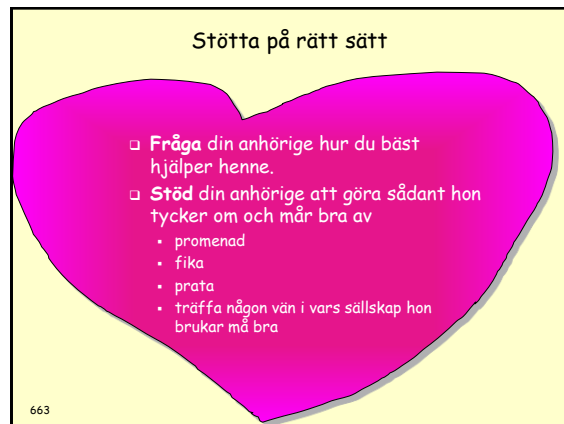 Stötta på rätt sätt
❑ Fråga din anhörige hur du bäst
hjälper henne.
❑ Stöd din anhörige att göra sådant hon
tycker om och mår bra av
▪ promenad
▪ fika
▪ prata
▪ träffa någon vän i vars sällskap hon
brukar må bra
663